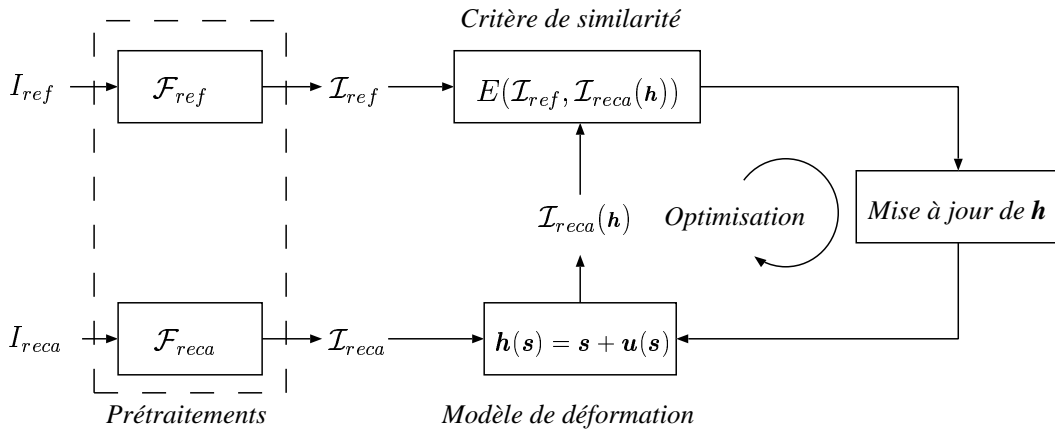 Critère de similarité
I_ref
F_ref
I_ref
E(I_ref, I_reca(h))
I_reca(h)
Optimisation
Mise à jour de h
I_reca
F_reca
I_reca
h(s) = s + u(s)
Prétraitements
Modèle de déformation